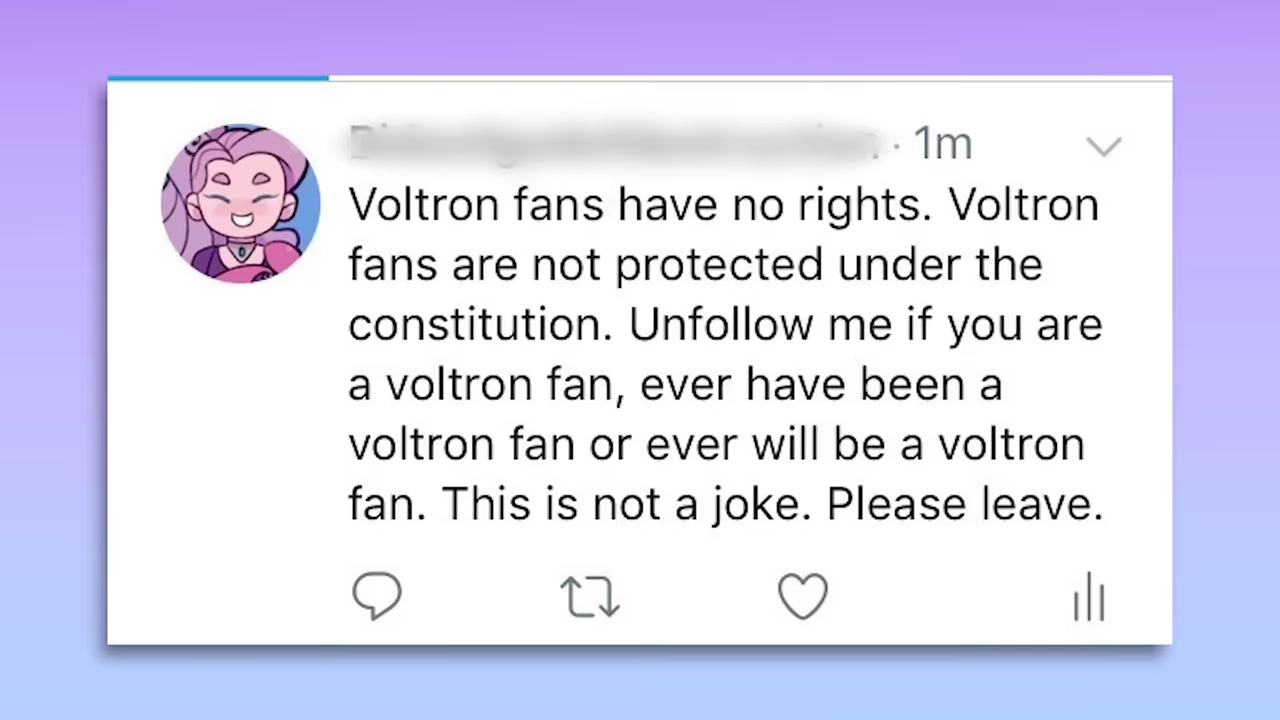 · 1m
Voltron fans have no rights. Voltron
fans are not protected under the
constitution. Unfollow me if you are
a voltron fan, ever have been a
voltron fan or ever will be a voltron
fan. This is not a joke. Please leave.